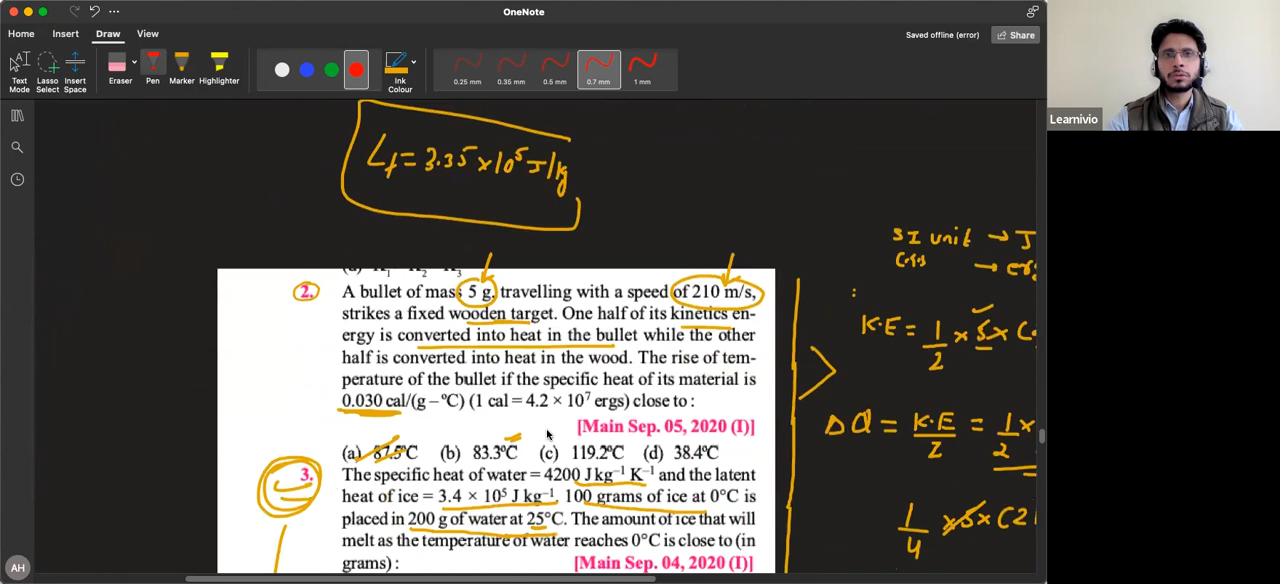 OneNote
Home Insert Draw View
Saved offline (error)
Share
Text Mode
Lasso Select
Insert Space
Eraser
Pen
Marker
Highlighter
Ink Colour
0.25 mm
0.35 mm
0.5 mm
0.7 mm
1 mm
Learnivio
Lf = 3.35 × 10⁵ J/kg
SI unit → J
CGS → erg
2. A bullet of mass 5 g, travelling with a speed of 210 m/s,
strikes a fixed wooden target. One half of its kinetics en-
ergy is converted into heat in the bullet while the other
half is converted into heat in the wood. The rise of tem-
perature of the bullet if the specific heat of its material is
0.030 cal/(g – ºC) (1 cal = 4.2 × 10⁷ ergs) close to :
[Main Sep. 05, 2020 (I)]
(a) 87.5ºC (b) 83.3ºC (c) 119.2ºC (d) 38.4ºC
3. The specific heat of water = 4200 J kg⁻¹ K⁻¹ and the latent
heat of ice = 3.4 × 10⁵ J kg⁻¹. 100 grams of ice at 0°C is
placed in 200 g of water at 25°C. The amount of ice that will
melt as the temperature of water reaches 0°C is close to (in
grams) :
[Main Sep. 04, 2020 (I)]
K.E = 1/2 × 5 × (
ΔQ = K.E/2 = 1/2 ×
1/4 × 5 × (2
AH